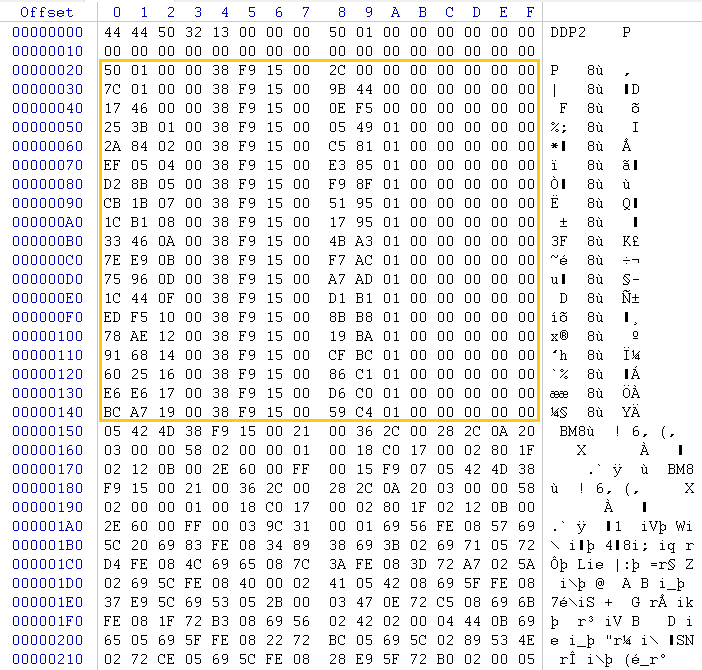 Offset 0 1 2 3 4 5 6 7 8 9 A B C D E F
00000000 44 44 50 32 13 00 00 00 50 01 00 00 00 00 00 00 DDP2 P
00000010 00 00 00 00 00 00 00 00 00 00 00 00 00 00 00 00
00000020 50 01 00 00 38 F9 15 00 2C 00 00 00 00 00 00 00 P 8ù ,
00000030 7C 01 00 00 38 F9 15 00 9B 44 00 00 00 00 00 00 | 8ù ▮D
00000040 17 46 00 00 38 F9 15 00 0E F5 00 00 00 00 00 00 F 8ù õ
00000050 25 3B 01 00 38 F9 15 00 05 49 01 00 00 00 00 00 %; 8ù I
00000060 2A 84 02 00 38 F9 15 00 C5 81 01 00 00 00 00 00 *▮ 8ù Å
00000070 EF 05 04 00 38 F9 15 00 E3 85 01 00 00 00 00 00 ï 8ù ã▮
00000080 D2 8B 05 00 38 F9 15 00 F9 8F 01 00 00 00 00 00 Ò▮ 8ù ù
00000090 CB 1B 07 00 38 F9 15 00 51 95 01 00 00 00 00 00 Ë 8ù Q▮
000000A0 1C B1 08 00 38 F9 15 00 17 95 01 00 00 00 00 00 ± 8ù ▮
000000B0 33 46 0A 00 38 F9 15 00 4B A3 01 00 00 00 00 00 3F 8ù K£
000000C0 7E E9 0B 00 38 F9 15 00 F7 AC 01 00 00 00 00 00 ~é 8ù ÷¬
000000D0 75 96 0D 00 38 F9 15 00 A7 AD 01 00 00 00 00 00 u▮ 8ù §-
000000E0 1C 44 0F 00 38 F9 15 00 D1 B1 01 00 00 00 00 00 D 8ù Ñ±
000000F0 ED F5 10 00 38 F9 15 00 8B B8 01 00 00 00 00 00 íõ 8ù ▮¸
00000100 78 AE 12 00 38 F9 15 00 19 BA 01 00 00 00 00 00 x® 8ù º
00000110 91 68 14 00 38 F9 15 00 CF BC 01 00 00 00 00 00 ‘h 8ù Ï¼
00000120 60 25 16 00 38 F9 15 00 86 C1 01 00 00 00 00 00 `% 8ù ▮Á
00000130 E6 E6 17 00 38 F9 15 00 D6 C0 01 00 00 00 00 00 ææ 8ù ÖÀ
00000140 BC A7 19 00 38 F9 15 00 59 C4 01 00 00 00 00 00 ¼§ 8ù YÄ
00000150 05 42 4D 38 F9 15 00 21 00 36 2C 00 28 2C 0A 20 BM8ù ! 6, (,
00000160 03 00 00 58 02 00 00 01 00 18 C0 17 00 02 80 1F X À ▮
00000170 02 12 0B 00 2E 60 00 FF 00 15 F9 07 05 42 4D 38 .` ÿ ù BM8
00000180 F9 15 00 21 00 36 2C 00 28 2C 0A 20 03 00 00 58 ù ! 6, (, X
00000190 02 00 00 01 00 18 C0 17 00 02 80 1F 02 12 0B 00 À ▮
000001A0 2E 60 00 FF 00 03 9C 31 00 01 69 56 FE 08 57 69 .` ÿ ▮1 iVþ Wi
000001B0 5C 20 69 83 FE 08 34 89 38 69 3B 02 69 71 05 72 \ i▮þ 4▮8i; iq r
000001C0 D4 FE 08 4C 69 65 08 7C 3A FE 08 3D 72 A7 02 5A Ôþ Lie |:þ =r§ Z
000001D0 02 69 5C FE 08 40 00 02 41 05 42 08 69 5F FE 08 i\þ @ A B i_þ
000001E0 37 E9 5C 69 53 05 2B 00 03 47 0E 72 C5 08 69 6B 7é\iS + G rÅ ik
000001F0 FE 08 1F 72 B3 08 69 56 02 42 02 00 04 44 0B 69 þ r³ iV B D i
00000200 65 05 69 5F FE 08 22 72 BC 05 69 5C 02 89 53 4E e i_þ "r¼ i\ ▮SN
00000210 02 72 CE 05 69 5C FE 08 28 E9 5F 72 B0 02 00 05 rÎ i\þ (é_r°